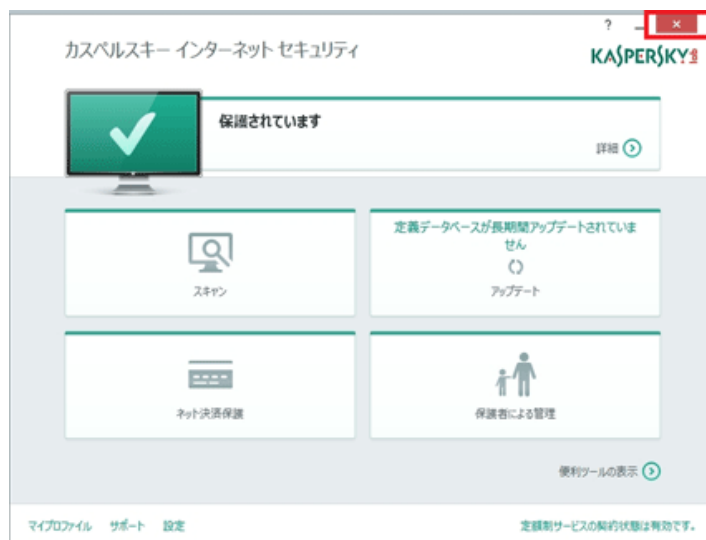 ? _ ×
カスペルスキー インターネット セキュリティ
KASPERSKY lab
保護されています
詳細
定義データベースが長期間アップデートされていま
せん
スキャン
アップデート
ネット決済保護
保護者による管理
便利ツールの表示
マイプロファイル サポート 設定
定額制サービスの契約状態は有効です。